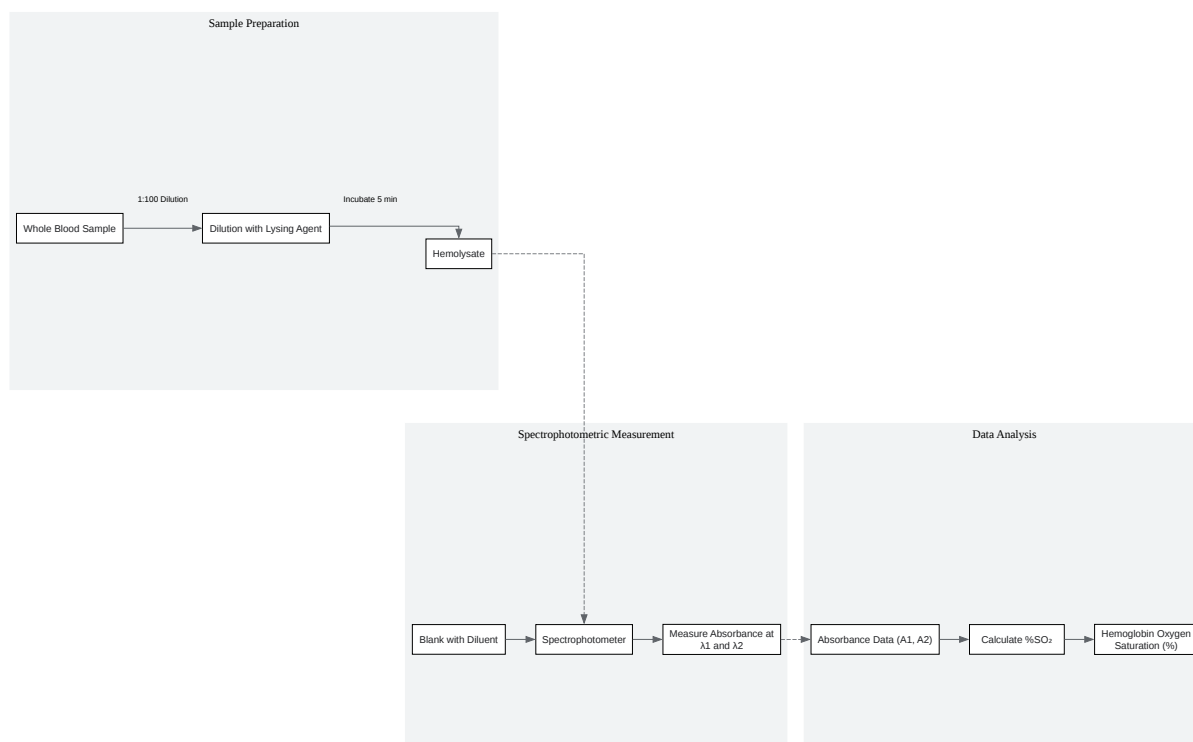 Sample Preparation
1:100 Dilution
Incubate 5 min
Whole Blood Sample
Dilution with Lysing Agent
Hemolysate
Spectrophotometric Measurement
Data Analysis
Blank with Diluent
Spectrophotometer
Measure Absorbance at
λ1 and λ2
Absorbance Data (A1, A2)
Calculate %SO₂
Hemoglobin Oxygen
Saturation (%)